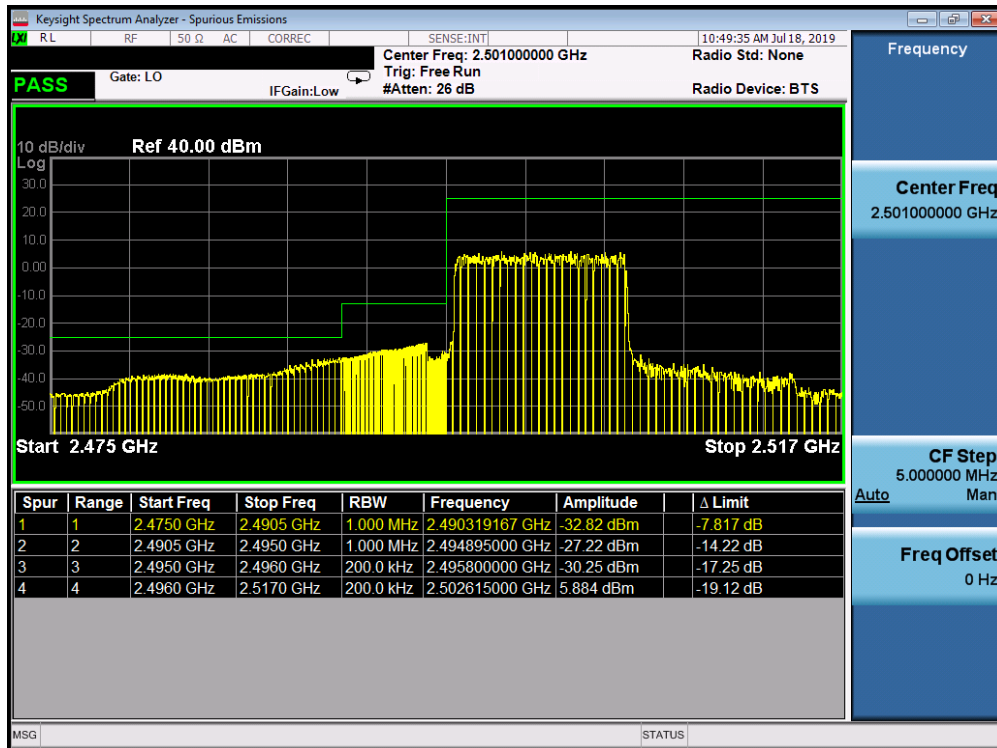 Keysight Spectrum Analyzer - Spurious Emissions
LXI RL RF 50 Ω AC CORREC SENSE:INT 10:49:35 AM Jul 18, 2019
Center Freq: 2.501000000 GHz Radio Std: None
Trig: Free Run
PASS Gate: LO IFGain:Low #Atten: 26 dB Radio Device: BTS
10 dB/div Ref 40.00 dBm
Log
30.0
20.0
10.0
0.00
-10.0
-20.0
-30.0
-40.0
-50.0
Start 2.475 GHz Stop 2.517 GHz
Spur Range Start Freq Stop Freq RBW Frequency Amplitude Δ Limit
1 1 2.4750 GHz 2.4905 GHz 1.000 MHz 2.490319167 GHz -32.82 dBm -7.817 dB
2 2 2.4905 GHz 2.4950 GHz 1.000 MHz 2.494895000 GHz -27.22 dBm -14.22 dB
3 3 2.4950 GHz 2.4960 GHz 200.0 kHz 2.495800000 GHz -30.25 dBm -17.25 dB
4 4 2.4960 GHz 2.5170 GHz 200.0 kHz 2.502615000 GHz 5.884 dBm -19.12 dB
MSG STATUS
Frequency
Center Freq
2.501000000 GHz
CF Step
5.000000 MHz
Auto Man
Freq Offset
0 Hz